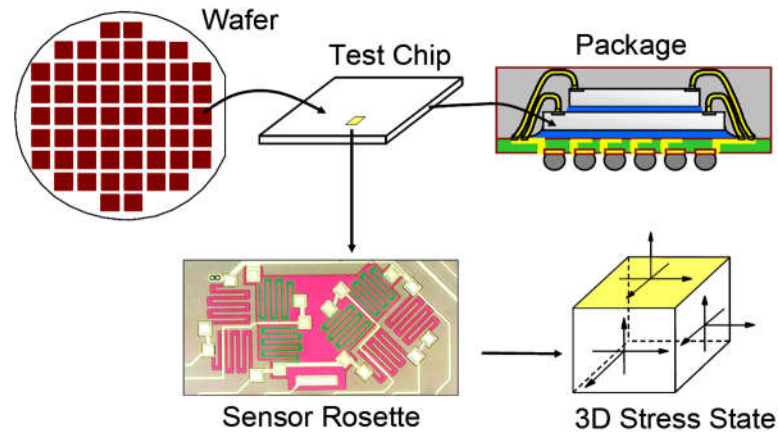 Wafer
Test Chip
Package
Sensor Rosette
3D Stress State